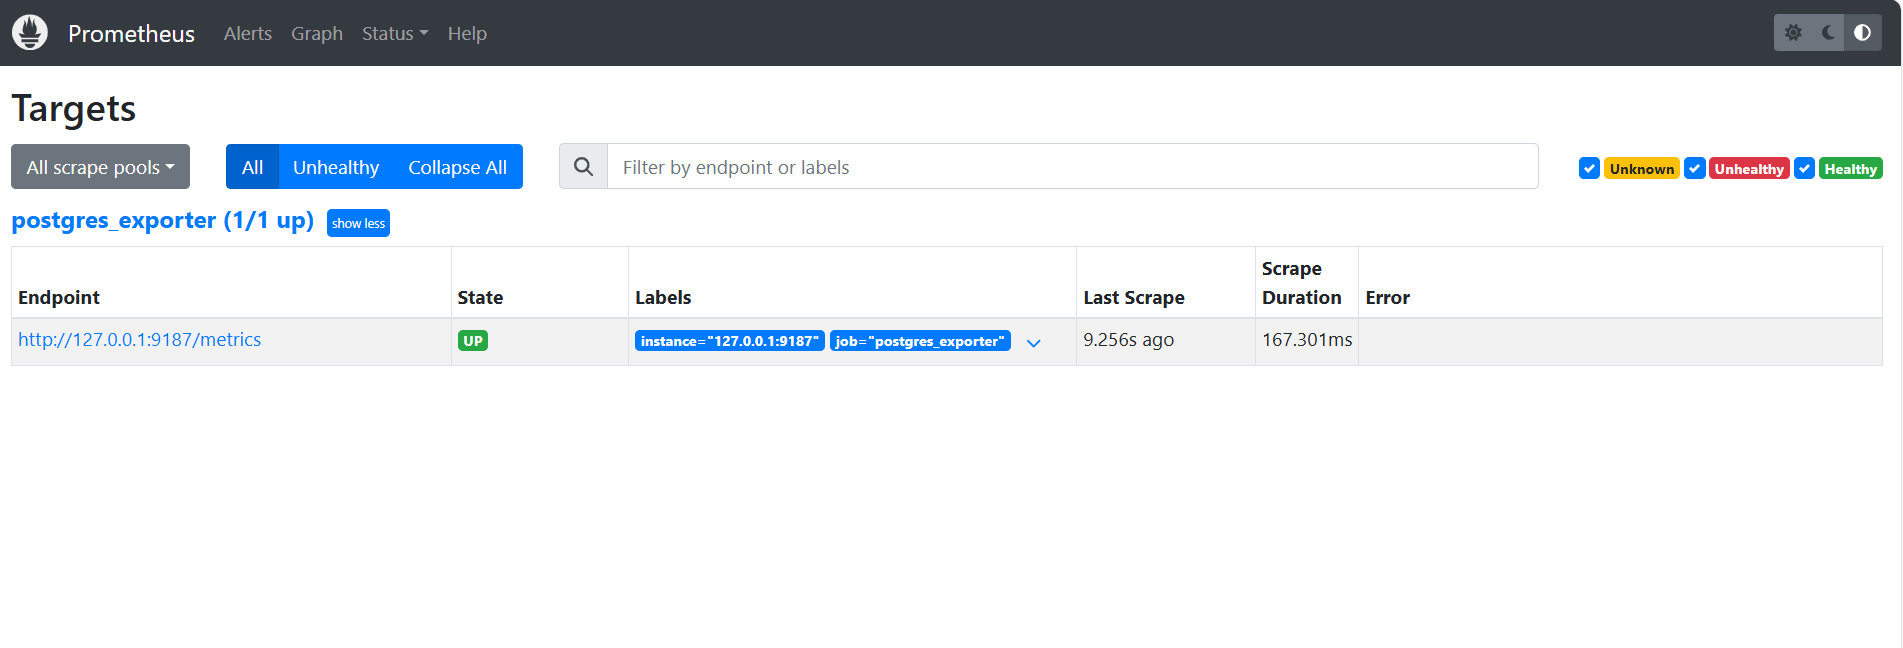 Prometheus Alerts Graph Status Help
Targets
All scrape pools All Unhealthy Collapse All Filter by endpoint or labels Unknown Unhealthy Healthy
postgres_exporter (1/1 up) show less
Endpoint State Labels Last Scrape Scrape Duration Error
http://127.0.0.1:9187/metrics UP instance="127.0.0.1:9187" job="postgres_exporter" 9.256s ago 167.301ms